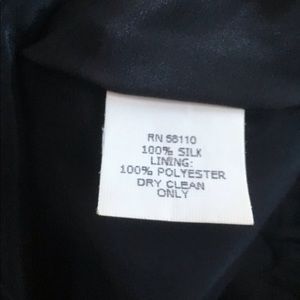 RN 58110
100% SILK
LINING:
100% POLYESTER
DRY CLEAN
ONLY